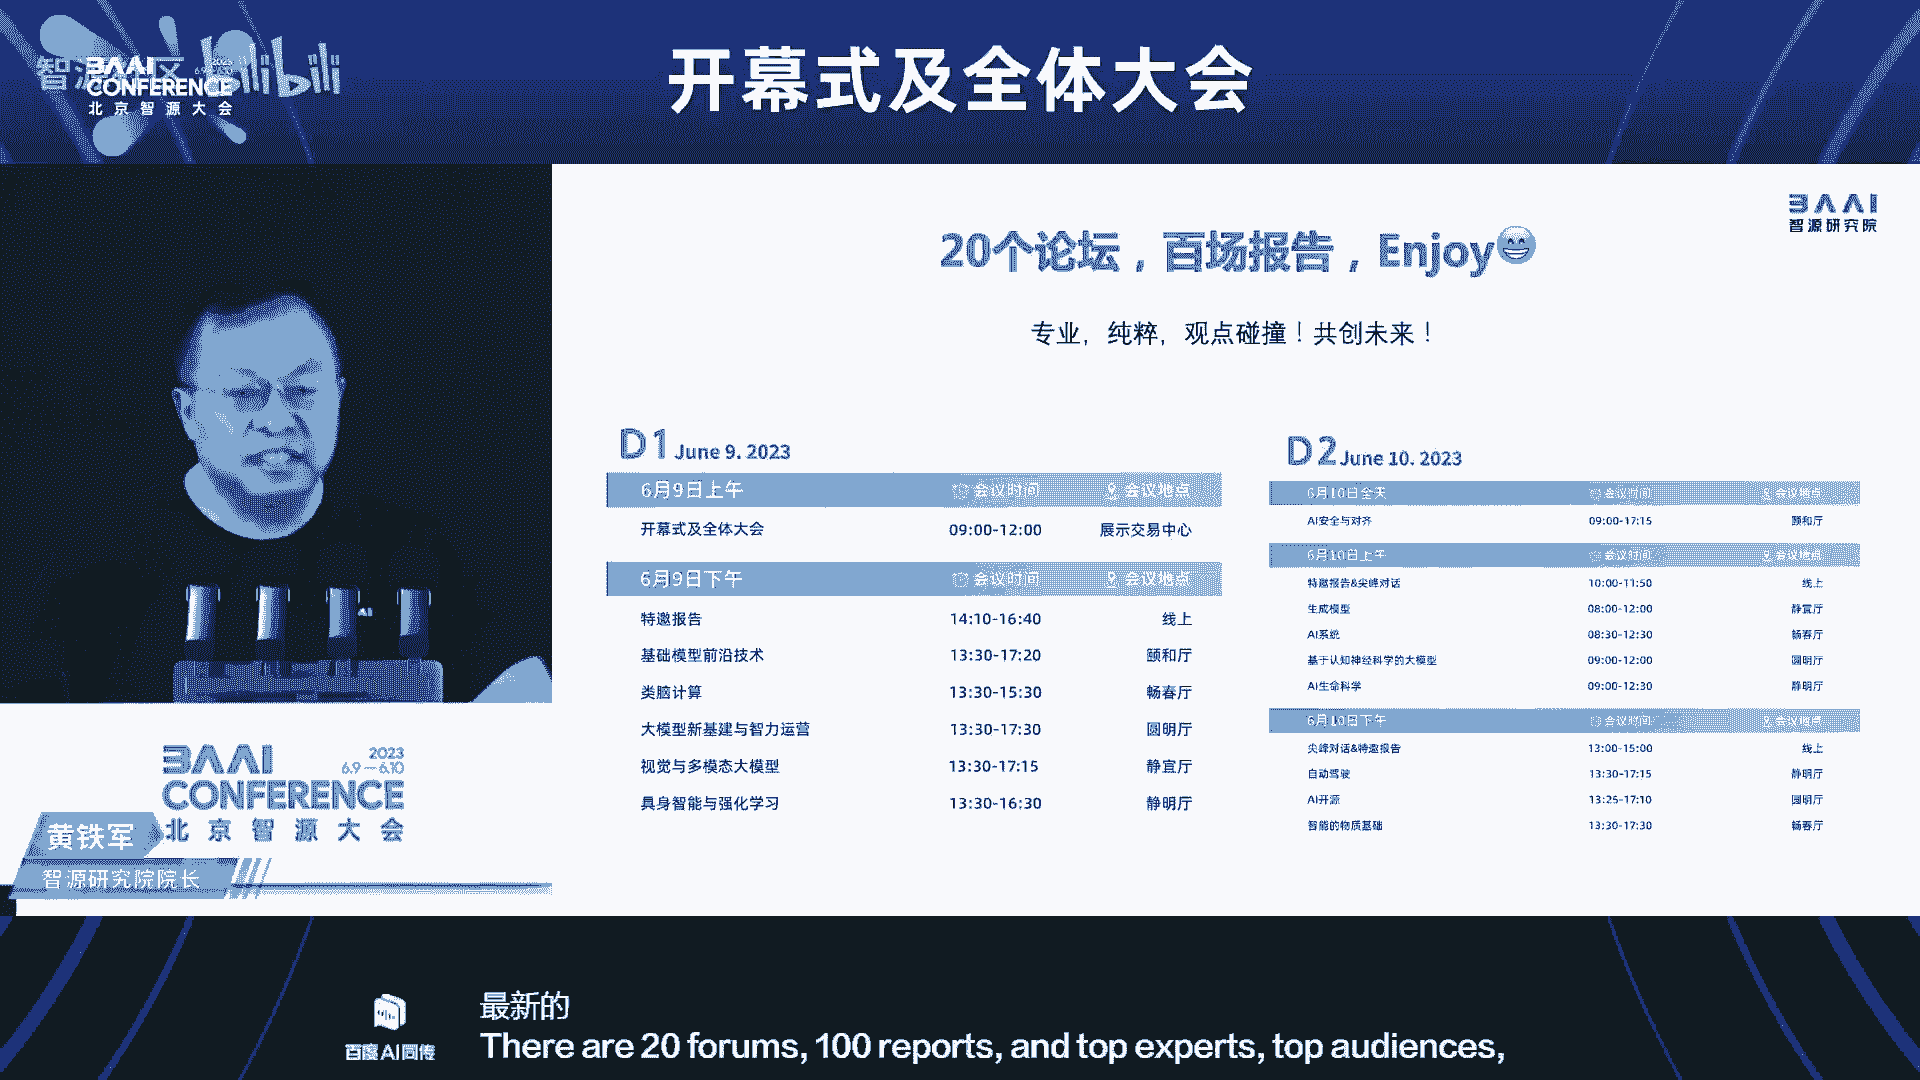 智源社区 bilibili
BAAI 2023
CONFERENCE
北京智源大会
开幕式及全体大会
BAAI
智源研究院
20个论坛，百场报告，Enjoy😁
专业，纯粹，观点碰撞！共创未来！
D1 June 9. 2023
6月9日上午 会议时间 会议地点
开幕式及全体大会 09:00-12:00 展示交易中心
6月9日下午 会议时间 会议地点
特邀报告 14:10-16:40 线上
基础模型前沿技术 13:30-17:20 颐和厅
类脑计算 13:30-15:30 畅春厅
大模型新基建与智力运营 13:30-17:30 圆明厅
视觉与多模态大模型 13:30-17:15 静宜厅
具身智能与强化学习 13:30-16:30 静明厅
D2 June 10. 2023
6月10日全天 会议时间 会议地点
AI安全与对齐 09:00-17:15 颐和厅
6月10日上午 会议时间 会议地点
特邀报告&尖峰对话 10:00-11:50 线上
生成模型 08:00-12:00 静宜厅
AI系统 08:30-12:30 畅春厅
基于认知神经科学的大模型 09:00-12:00 圆明厅
AI生命科学 09:00-12:30 静明厅
6月10日下午 会议时间 会议地点
尖峰对话&特邀报告 13:00-15:00 线上
自动驾驶 13:30-17:15 静明厅
AI开源 13:25-17:10 圆明厅
智能的物质基础 13:30-17:30 畅春厅
BAAI 2023
6.9—6.10
CONFERENCE
北京智源大会
黄铁军
智源研究院院长
百度AI同传
最新的
There are 20 forums, 100 reports, and top experts, top audiences,